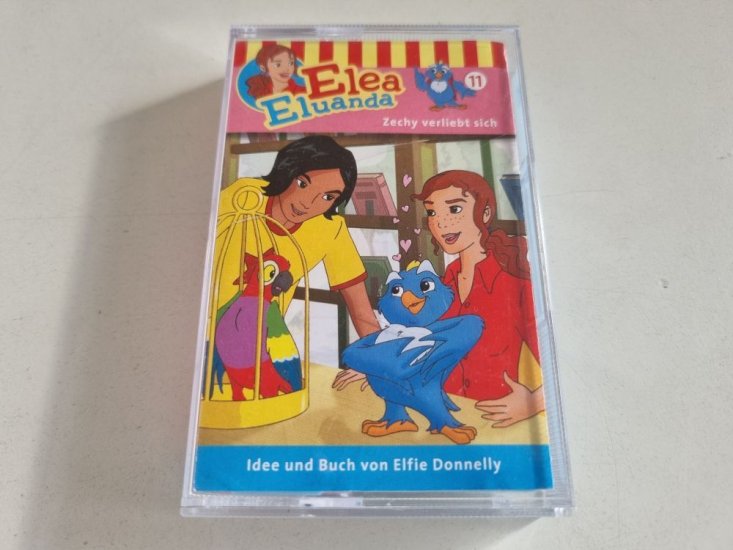 Elea
Eluanda
11
Zechy verliebt sich
Idee und Buch von Elfie Donnelly